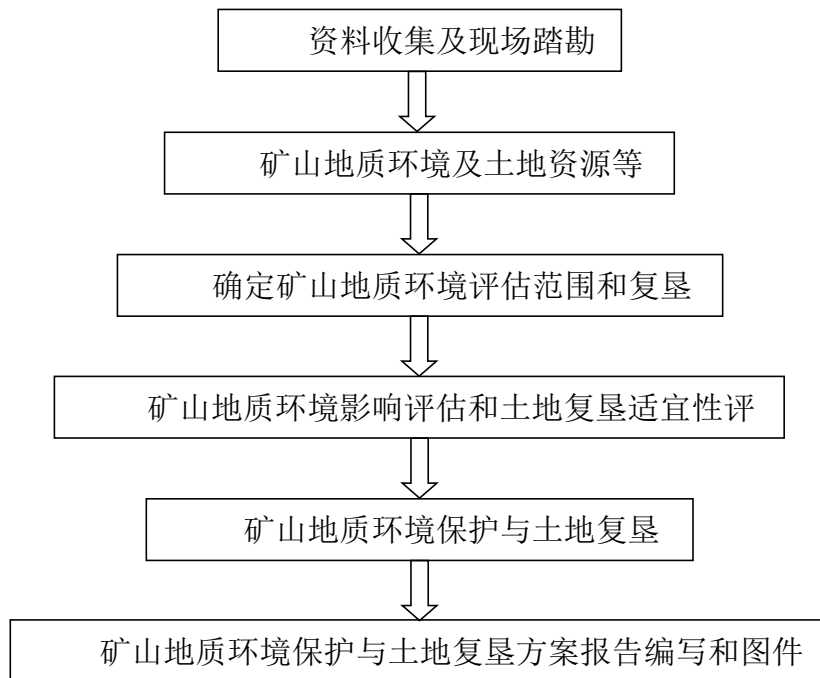 资料收集及现场踏勘
矿山地质环境及土地资源等
确定矿山地质环境评估范围和复垦
矿山地质环境影响评估和土地复垦适宜性评
矿山地质环境保护与土地复垦
矿山地质环境保护与土地复垦方案报告编写和图件